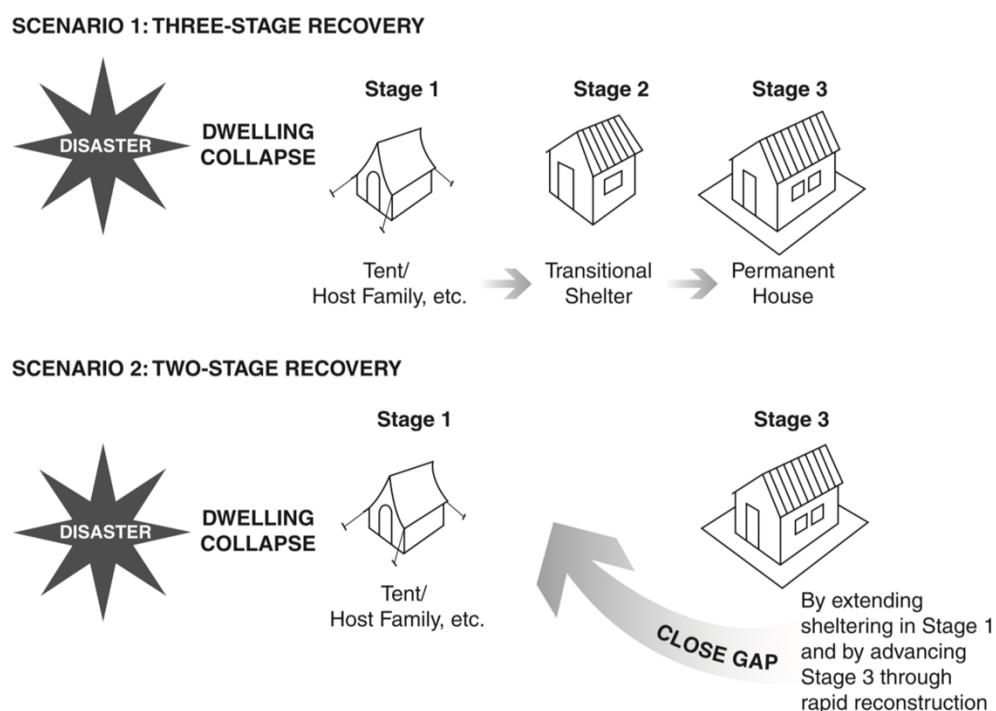 SCENARIO 1: THREE-STAGE RECOVERY
Stage 1
Stage 2
Stage 3
DISASTER
DWELLING
COLLAPSE
Tent/
Host Family, etc.
Transitional
Shelter
Permanent
House
SCENARIO 2: TWO-STAGE RECOVERY
Stage 1
Stage 3
DISASTER
DWELLING
COLLAPSE
Tent/
Host Family, etc.
CLOSE GAP
By extending
sheltering in Stage 1
and by advancing
Stage 3 through
rapid reconstruction